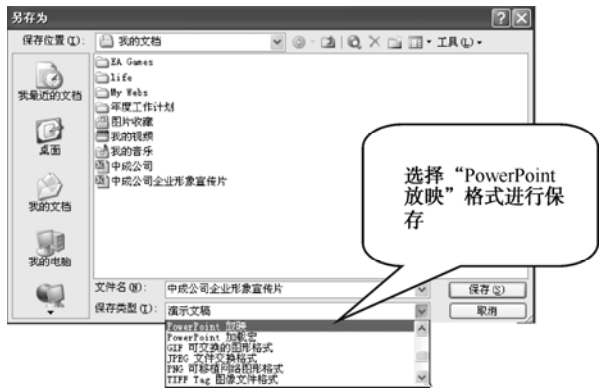 另存为
保存位置(I):
我的文档
工具(L)
我最近的文档
桌面
我的文档
我的电脑
EA Games
life
My Webs
年度工作计划
图片收藏
我的视频
我的音乐
中成公司
中成公司企业形象宣传片
选择“PowerPoint
放映”格式进行保
存
文件名(N):
中成公司企业形象宣传片
保存(S)
保存类型(T):
演示文稿
取消
PowerPoint 放映
PowerPoint 加载宏
GIF 可交换的图形格式
JPEG 文件交换格式
PNG 可移植网络图形格式
TIFF Tag 图像文件格式